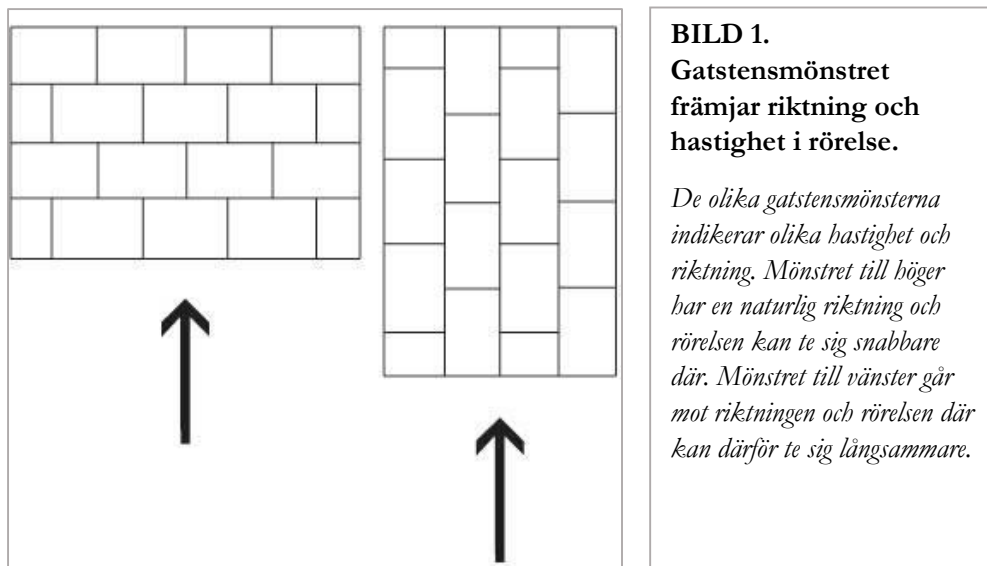 BILD 1.
Gatstensmönstret
främjar riktning och
hastighet i rörelse.
De olika gatstensmönsterna
indikerar olika hastighet och
riktning. Mönstret till höger
har en naturlig riktning och
rörelsen kan te sig snabbare
där. Mönstret till vänster går
mot riktningen och rörelsen där
kan därför te sig långsammare.